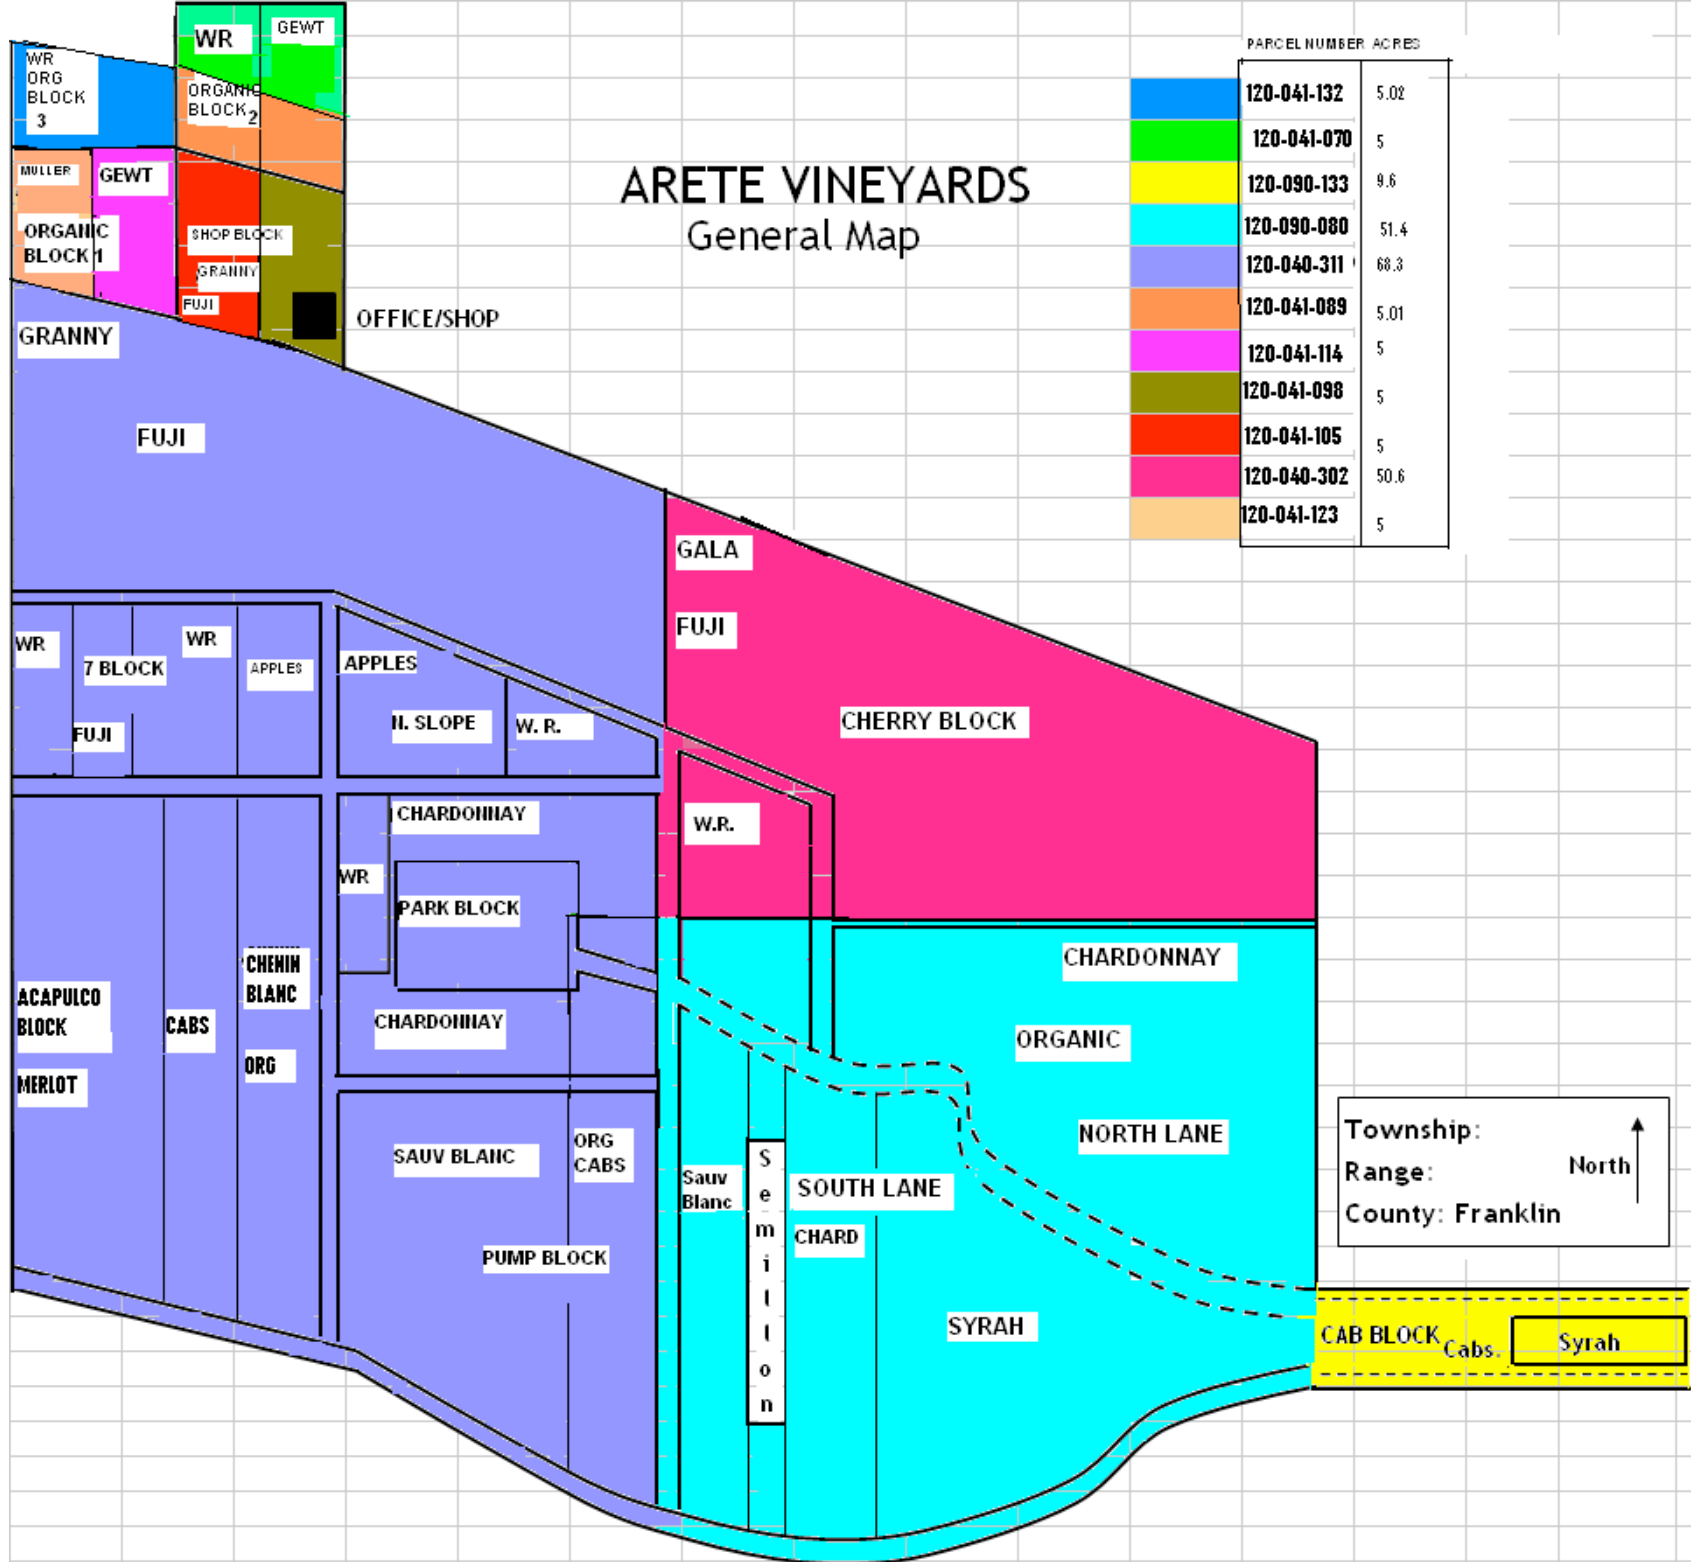 WR
GEWT
WR
ORG
BLOCK
3
ORGANIC
BLOCK 2
MULLER
GEWT
ORGANIC
BLOCK 1
SHOP BLOCK
GRANNY
FUJI
OFFICE/SHOP
ARETE VINEYARDS
General Map
PARCEL NUMBER ACRES
120-041-132 5.02
120-041-070 5
120-090-133 9.6
120-090-080 51.4
120-040-311 68.3
120-041-089 5.01
120-041-114 5
120-041-098 5
120-041-105 5
120-040-302 50.6
120-041-123 5
GRANNY
FUJI
GALA
FUJI
CHERRY BLOCK
WR
7 BLOCK
WR
APPLES
FUJI
APPLES
N. SLOPE
W. R.
W.R.
CHARDONNAY
WR
PARK BLOCK
CHARDONNAY
ACAPULCO
BLOCK
MERLOT
CABS
CHENIN
BLANC
ORG
SAUV BLANC
ORG
CABS
PUMP BLOCK
Sauv
Blanc
Semillon
SOUTH LANE
CHARD
SYRAH
CHARDONNAY
ORGANIC
NORTH LANE
Township:
Range:
North
County: Franklin
CAB BLOCK
Cabs.
Syrah